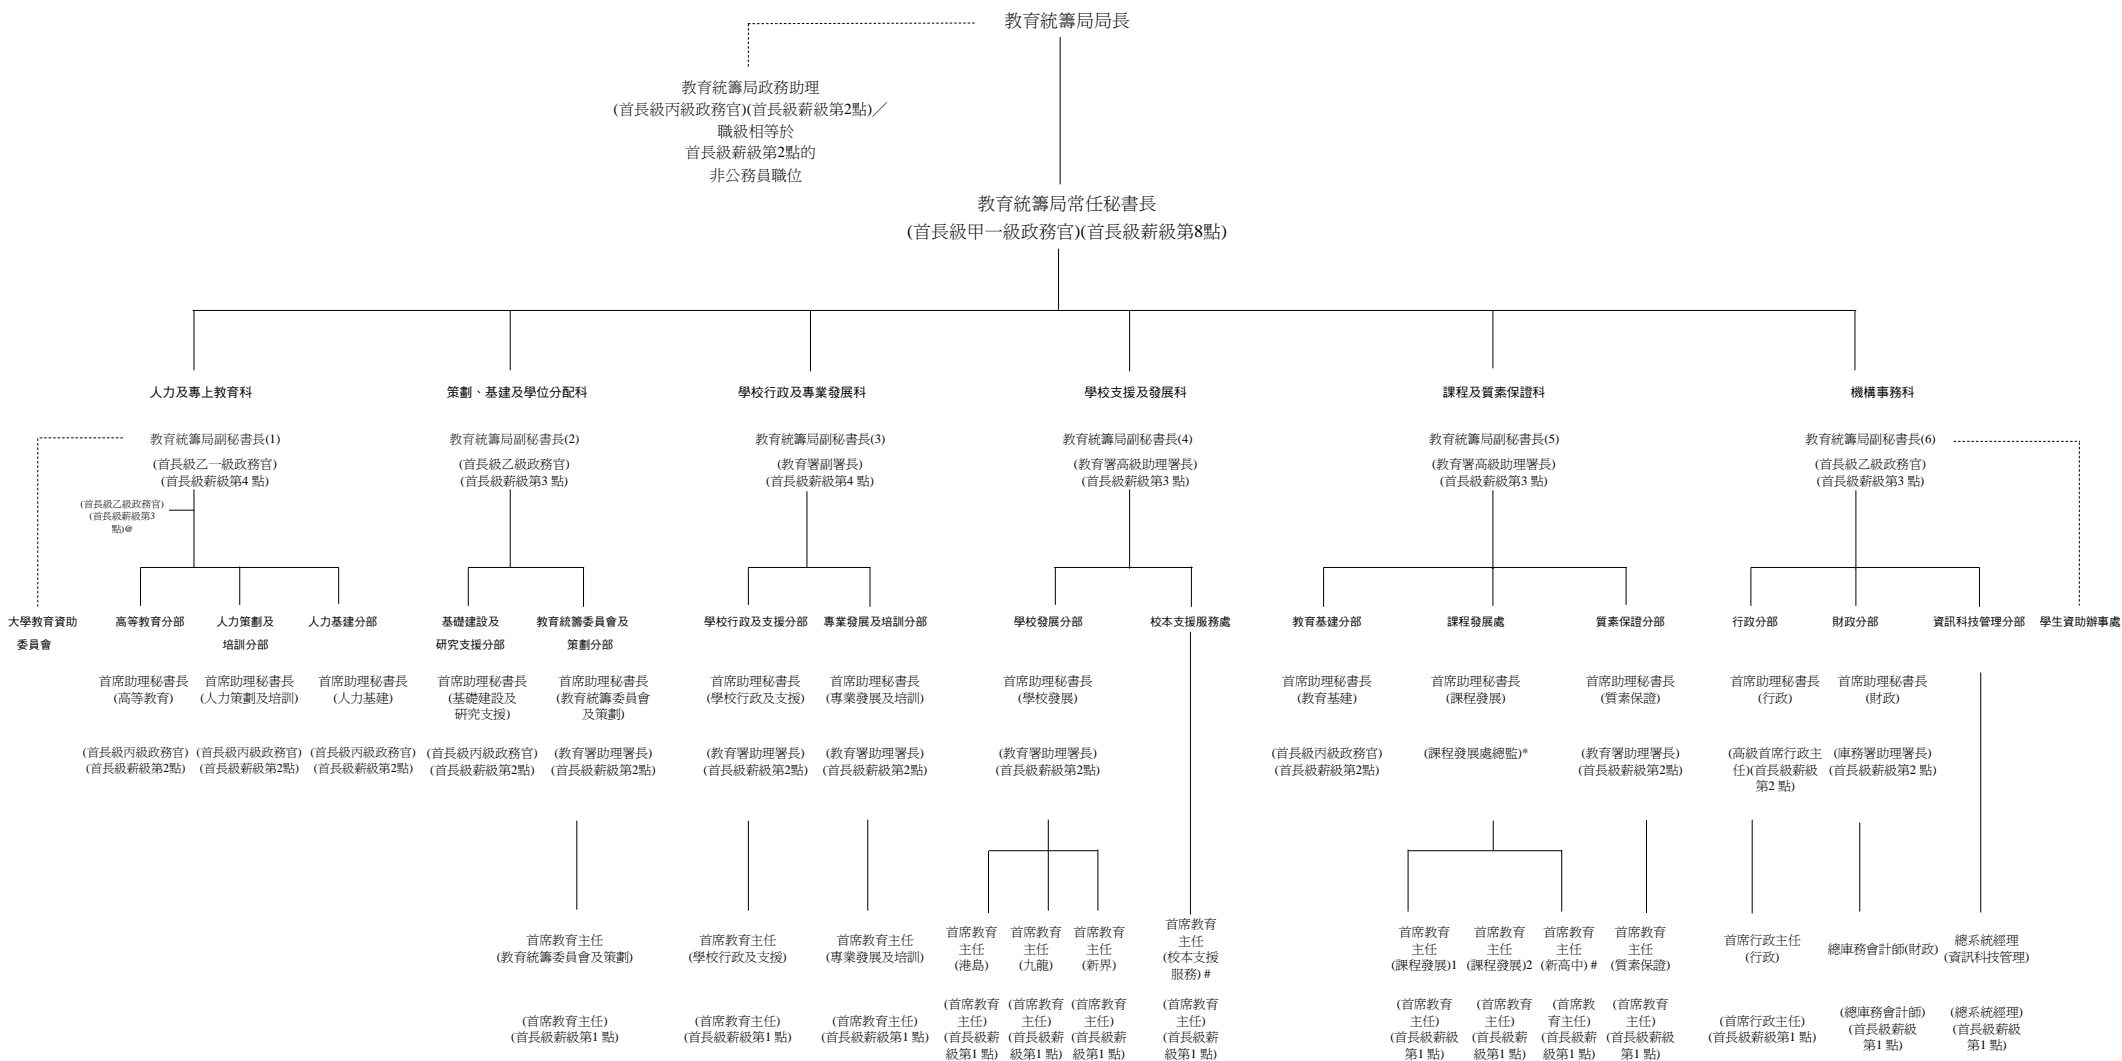 教育統籌局局長
教育統籌局政務助理
(首長級丙級政務官)(首長級薪級第2點)／
職級相等於
首長級薪級第2點的
非公務員職位
教育統籌局常任秘書長
(首長級甲一級政務官)(首長級薪級第8點)
人力及專上教育科
策劃、基建及學位分配科
學校行政及專業發展科
學校支援及發展科
課程及質素保證科
機構事務科
教育統籌局副秘書長(1)
(首長級乙一級政務官)
(首長級薪級第4 點)
教育統籌局副秘書長(2)
(首長級乙級政務官)
(首長級薪級第3 點)
教育統籌局副秘書長(3)
(教育署副署長)
(首長級薪級第4 點)
教育統籌局副秘書長(4)
(教育署高級助理署長)
(首長級薪級第3 點)
教育統籌局副秘書長(5)
(教育署高級助理署長)
(首長級薪級第3 點)
教育統籌局副秘書長(6)
(首長級乙級政務官)
(首長級薪級第3 點)
(首長級乙級政務官)
(首長級薪級第3
點)@
大學教育資助
委員會
高等教育分部
人力策劃及
培訓分部
人力基建分部
基礎建設及
研究支援分部
教育統籌委員會及
策劃分部
學校行政及支援分部
專業發展及培訓分部
學校發展分部
校本支援服務處
教育基建分部
課程發展處
質素保證分部
行政分部
財政分部
資訊科技管理分部
學生資助辦事處
首席助理秘書長
(高等教育)
首席助理秘書長
(人力策劃及培訓)
首席助理秘書長
(人力基建)
首席助理秘書長
(基礎建設及
研究支援)
首席助理秘書長
(教育統籌委員會
及策劃)
首席助理秘書長
(學校行政及支援)
首席助理秘書長
(專業發展及培訓)
首席助理秘書長
(學校發展)
首席助理秘書長
(教育基建)
首席助理秘書長
(課程發展)
首席助理秘書長
(質素保證)
首席助理秘書長
(行政)
首席助理秘書長
(財政)
(首長級丙級政務官)
(首長級薪級第2點)
(首長級丙級政務官)
(首長級薪級第2點)
(首長級丙級政務官)
(首長級薪級第2點)
(首長級丙級政務官)
(首長級薪級第2點)
(教育署助理署長)
(首長級薪級第2點)
(教育署助理署長)
(首長級薪級第2點)
(教育署助理署長)
(首長級薪級第2點)
(教育署助理署長)
(首長級薪級第2點)
(首長級丙級政務官)
(首長級薪級第2點)
(課程發展處總監)*
(教育署助理署長)
(首長級薪級第2點)
(高級首席行政主
任)(首長級薪級
第2 點)
(庫務署助理署長)
(首長級薪級第2 點)
首席教育主任
(教育統籌委員會及策劃)
首席教育主任
(學校行政及支援)
首席教育主任
(專業發展及培訓)
首席教育
主任
(港島)
首席教育
主任
(九龍)
首席教育
主任
(新界)
首席教育
主任
(校本支援
服務) #
首席教育
主任
(課程發展)1
首席教育
主任
(課程發展)2
首席教育
主任
(新高中) #
首席教育
主任
(質素保證)
首席行政主任
(行政)
總庫務會計師(財政)
總系統經理
(資訊科技管理)
(首席教育主任)
(首長級薪級第1 點)
(首席教育主任)
(首長級薪級第1 點)
(首席教育主任)
(首長級薪級第1 點)
(首席教育
主任)
(首長級薪
級第1 點)
(首席教育
主任)
(首長級薪
級第1 點)
(首席教育
主任)
(首長級薪
級第1 點)
(首席教育
主任)
(首長級薪
級第1 點)
(首席教育
主任)
(首長級薪級
第1 點)
(首席教育
主任)
(首長級薪
級第1 點)
(首席教
育主任)
(首長級薪
級第1 點)
(首席教育
主任)
(首長級薪級
第1 點)
(首席行政主任)
(首長級薪級第1 點)
(總庫務會計師)
(首長級薪級
第1 點)
(總系統經理)
(首長級薪級
第1 點)